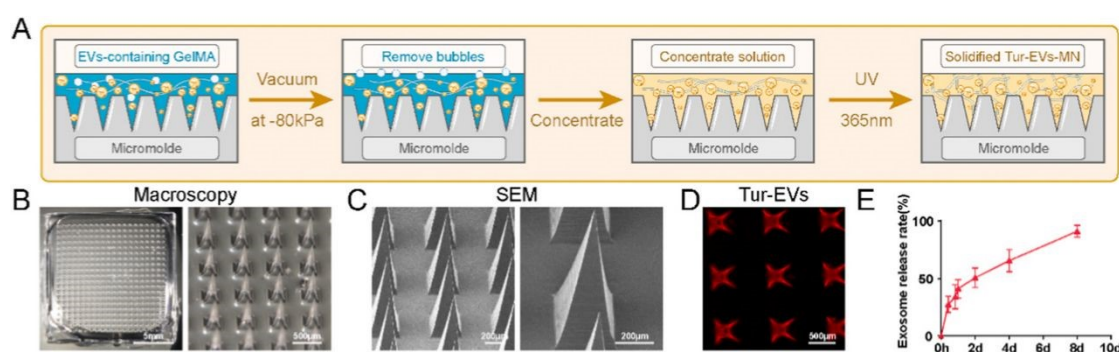 A
EVs-containing GelMA
Vacuum
at -80kPa
Remove bubbles
Concentrate
Concentrate solution
UV
365nm
Solidified Tur-EVs-MN
Micromolde
Micromolde
Micromolde
Micromolde
B
Macroscopy
5mm
500μm
C
SEM
200μm
200μm
D
Tur-EVs
500μm
E
Exosome release rate(%)
100
50
0
0h
2d
4d
6d
8d
10d